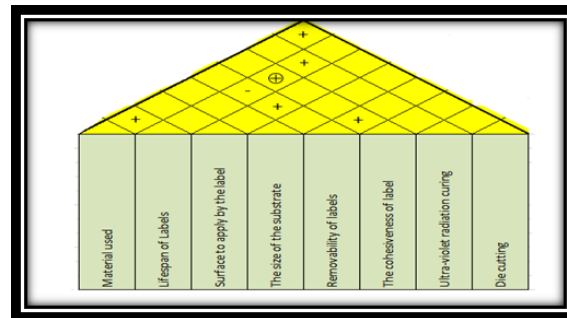 +
+
⊕
-
+
+
+
Material used
Lifespan of Labels
Surface to apply by the label
The size of the substrate
Removability of labels
The cohesiveness of label
Ultra-violet radiation curing
Die cutting